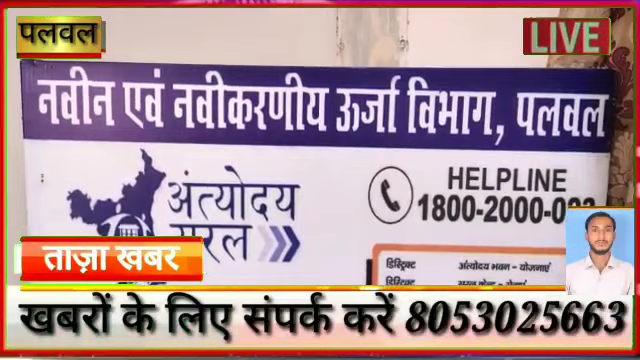 पलवल
LIVE
नवीन एवं नवीकरणीय ऊर्जा विभाग, पलवल
अंत्योदय
सरल
HELPLINE
1800-2000-023
ताज़ा खबर
डिस्ट्रिक्ट अंत्योदय भवन - योजनाएं
खबरों के लिए संपर्क करें 8053025663